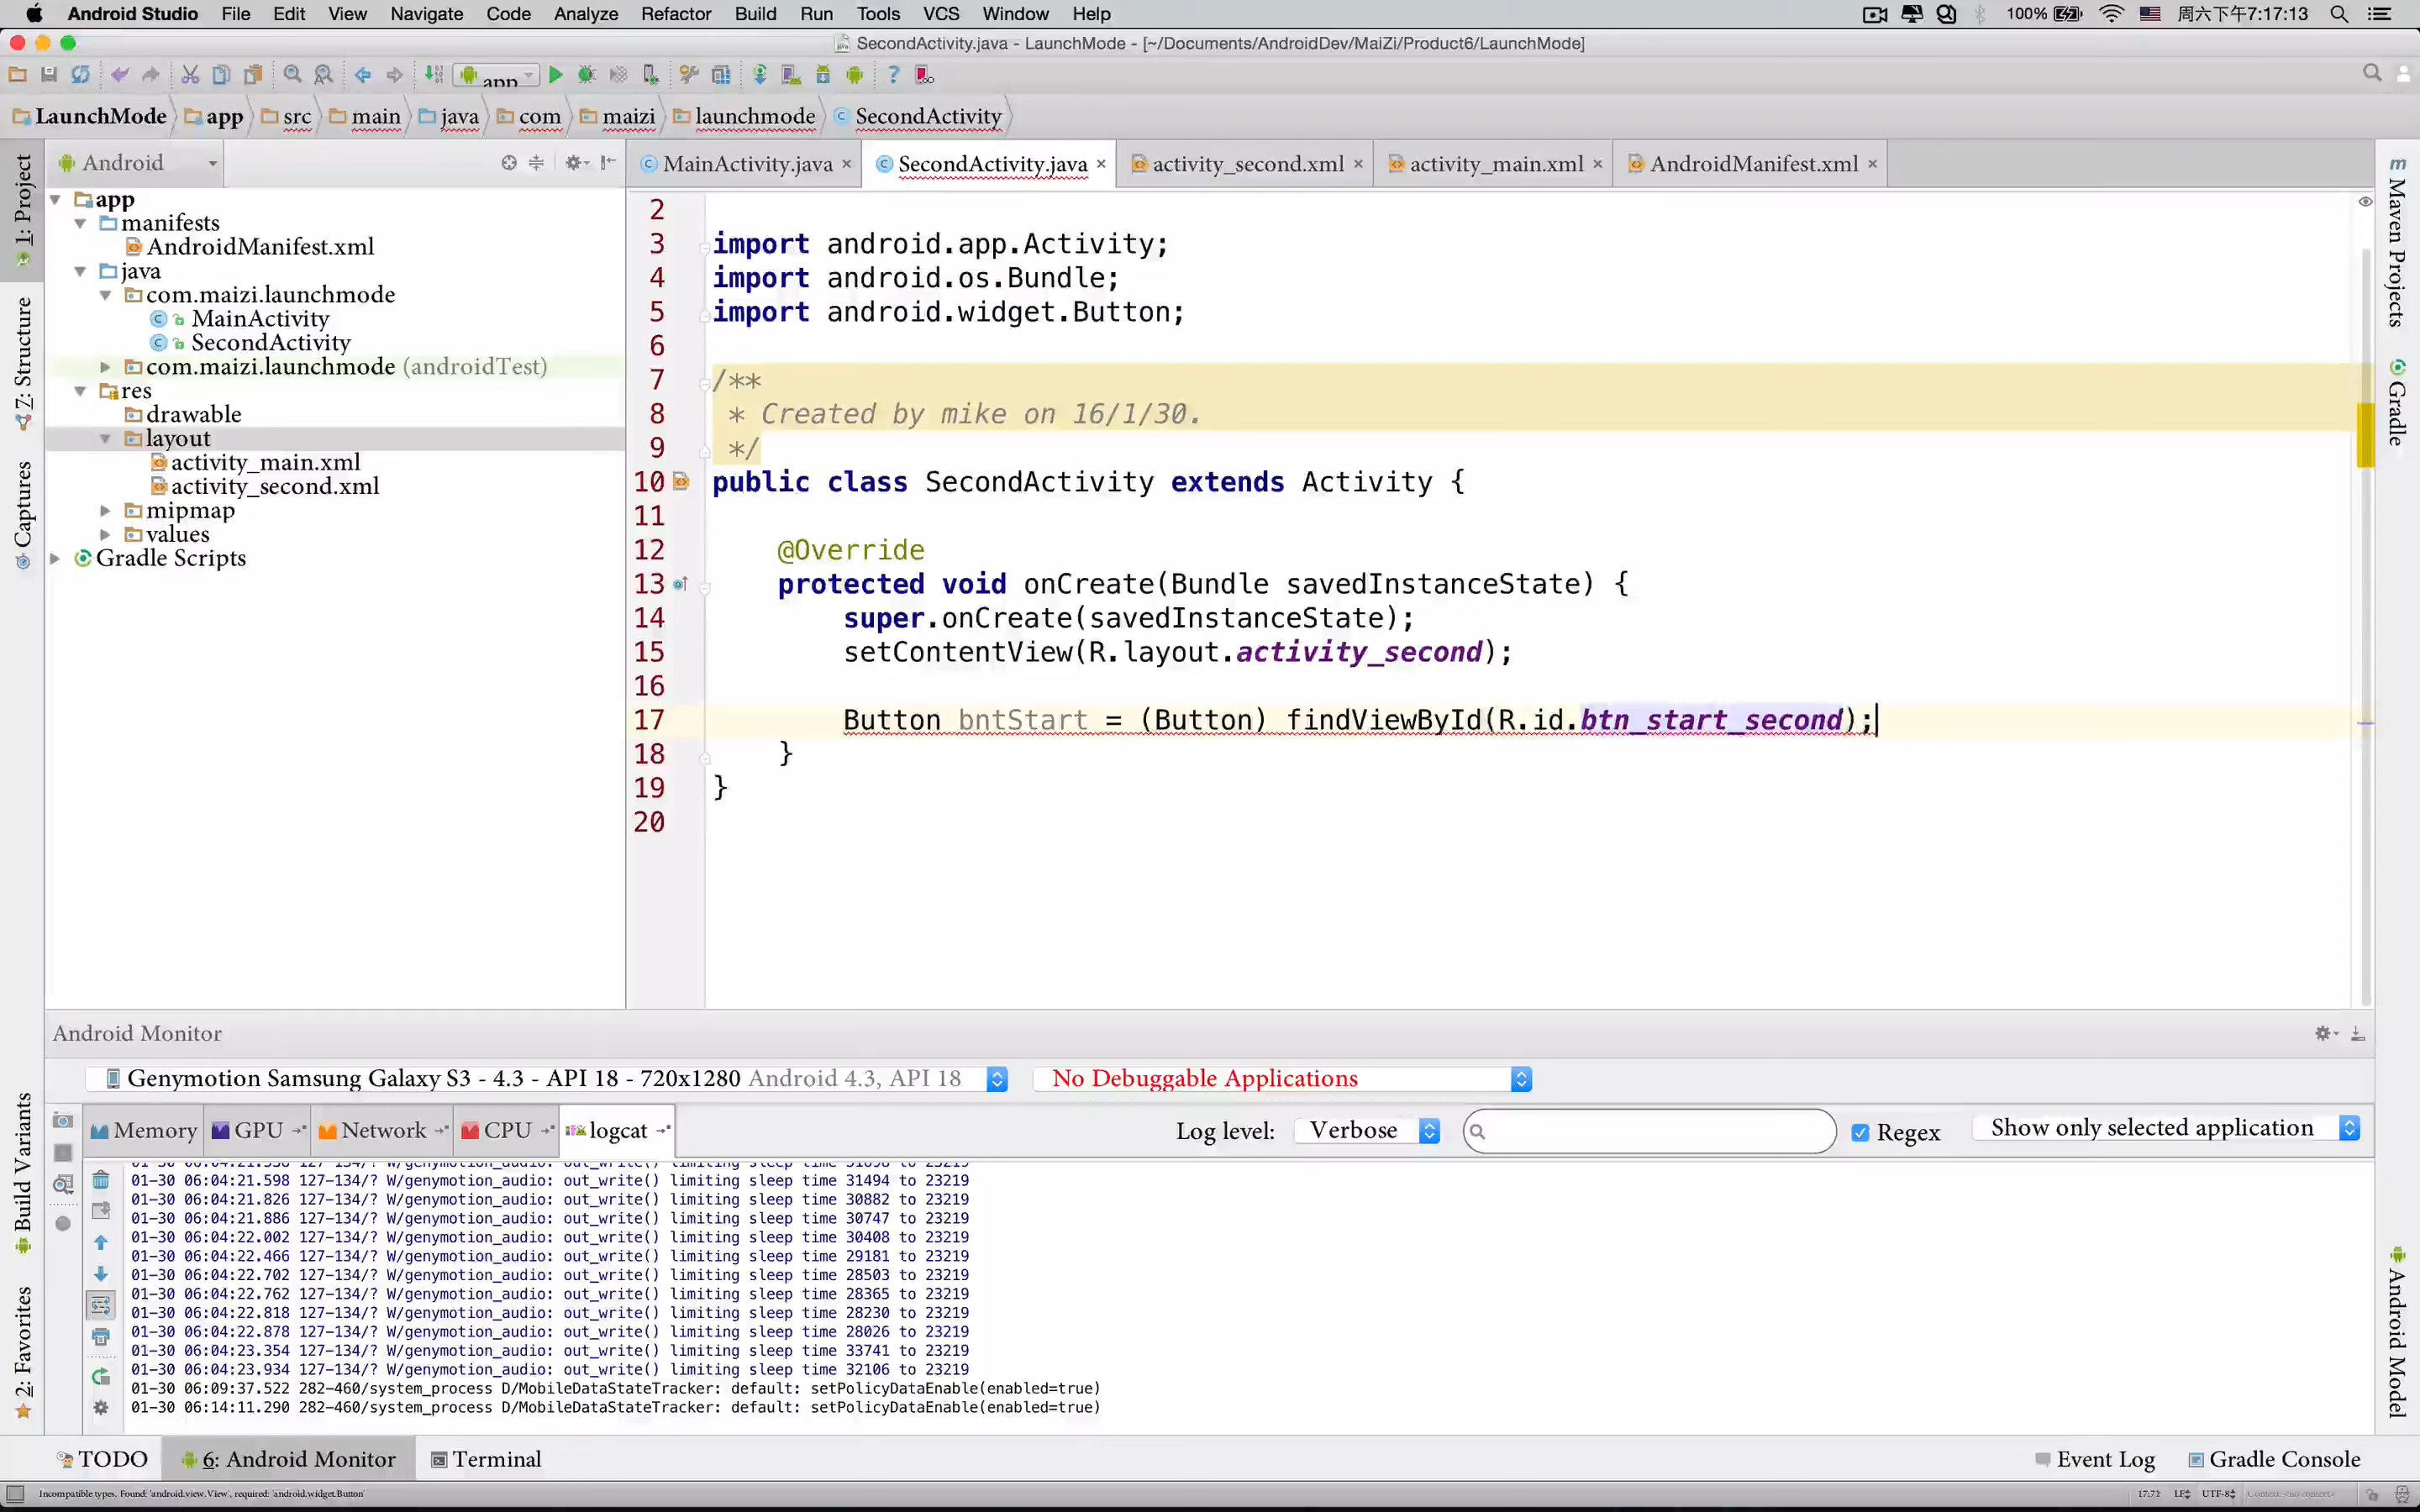 Android Studio File Edit View Navigate Code Analyze Refactor Build Run Tools VCS Window Help 100% 周六下午7:17:13
SecondActivity.java - LaunchMode - [~/Documents/AndroidDev/MaiZi/Product6/LaunchMode]
app ?
LaunchMode app src main java com maizi launchmode SecondActivity
Android
MainActivity.java × SecondActivity.java × activity_second.xml × activity_main.xml × AndroidManifest.xml ×
1: Project
7: Structure
Captures
Build Variants
2: Favorites
app
manifests
AndroidManifest.xml
java
com.maizi.launchmode
MainActivity
SecondActivity
com.maizi.launchmode (androidTest)
res
drawable
layout
activity_main.xml
activity_second.xml
mipmap
values
Gradle Scripts
2
3 import android.app.Activity;
4 import android.os.Bundle;
5 import android.widget.Button;
6
7 /**
8 * Created by mike on 16/1/30.
9 */
10 public class SecondActivity extends Activity {
11
12 @Override
13 protected void onCreate(Bundle savedInstanceState) {
14 super.onCreate(savedInstanceState);
15 setContentView(R.layout.activity_second);
16
17 Button bntStart = (Button) findViewById(R.id.btn_start_second);
18 }
19 }
20
m Maven Projects
Gradle
Android Model
Android Monitor
Genymotion Samsung Galaxy S3 - 4.3 - API 18 - 720x1280 Android 4.3, API 18 No Debuggable Applications
Memory GPU Network CPU logcat Log level: Verbose Regex Show only selected application
01-30 06:04:21.598 127-134/? W/genymotion_audio: out_write() limiting sleep time 31494 to 23219
01-30 06:04:21.826 127-134/? W/genymotion_audio: out_write() limiting sleep time 30882 to 23219
01-30 06:04:21.886 127-134/? W/genymotion_audio: out_write() limiting sleep time 30747 to 23219
01-30 06:04:22.002 127-134/? W/genymotion_audio: out_write() limiting sleep time 30408 to 23219
01-30 06:04:22.466 127-134/? W/genymotion_audio: out_write() limiting sleep time 29181 to 23219
01-30 06:04:22.702 127-134/? W/genymotion_audio: out_write() limiting sleep time 28503 to 23219
01-30 06:04:22.762 127-134/? W/genymotion_audio: out_write() limiting sleep time 28365 to 23219
01-30 06:04:22.818 127-134/? W/genymotion_audio: out_write() limiting sleep time 28230 to 23219
01-30 06:04:22.878 127-134/? W/genymotion_audio: out_write() limiting sleep time 28026 to 23219
01-30 06:04:23.354 127-134/? W/genymotion_audio: out_write() limiting sleep time 33741 to 23219
01-30 06:04:23.934 127-134/? W/genymotion_audio: out_write() limiting sleep time 32106 to 23219
01-30 06:09:37.522 282-460/system_process D/MobileDataStateTracker: default: setPolicyDataEnable(enabled=true)
01-30 06:14:11.290 282-460/system_process D/MobileDataStateTracker: default: setPolicyDataEnable(enabled=true)
TODO 6: Android Monitor Terminal Event Log Gradle Console
Incompatible types. Found: 'android.view.View', required: 'android.widget.Button' 17:71 LF UTF-8 Context: <no context>